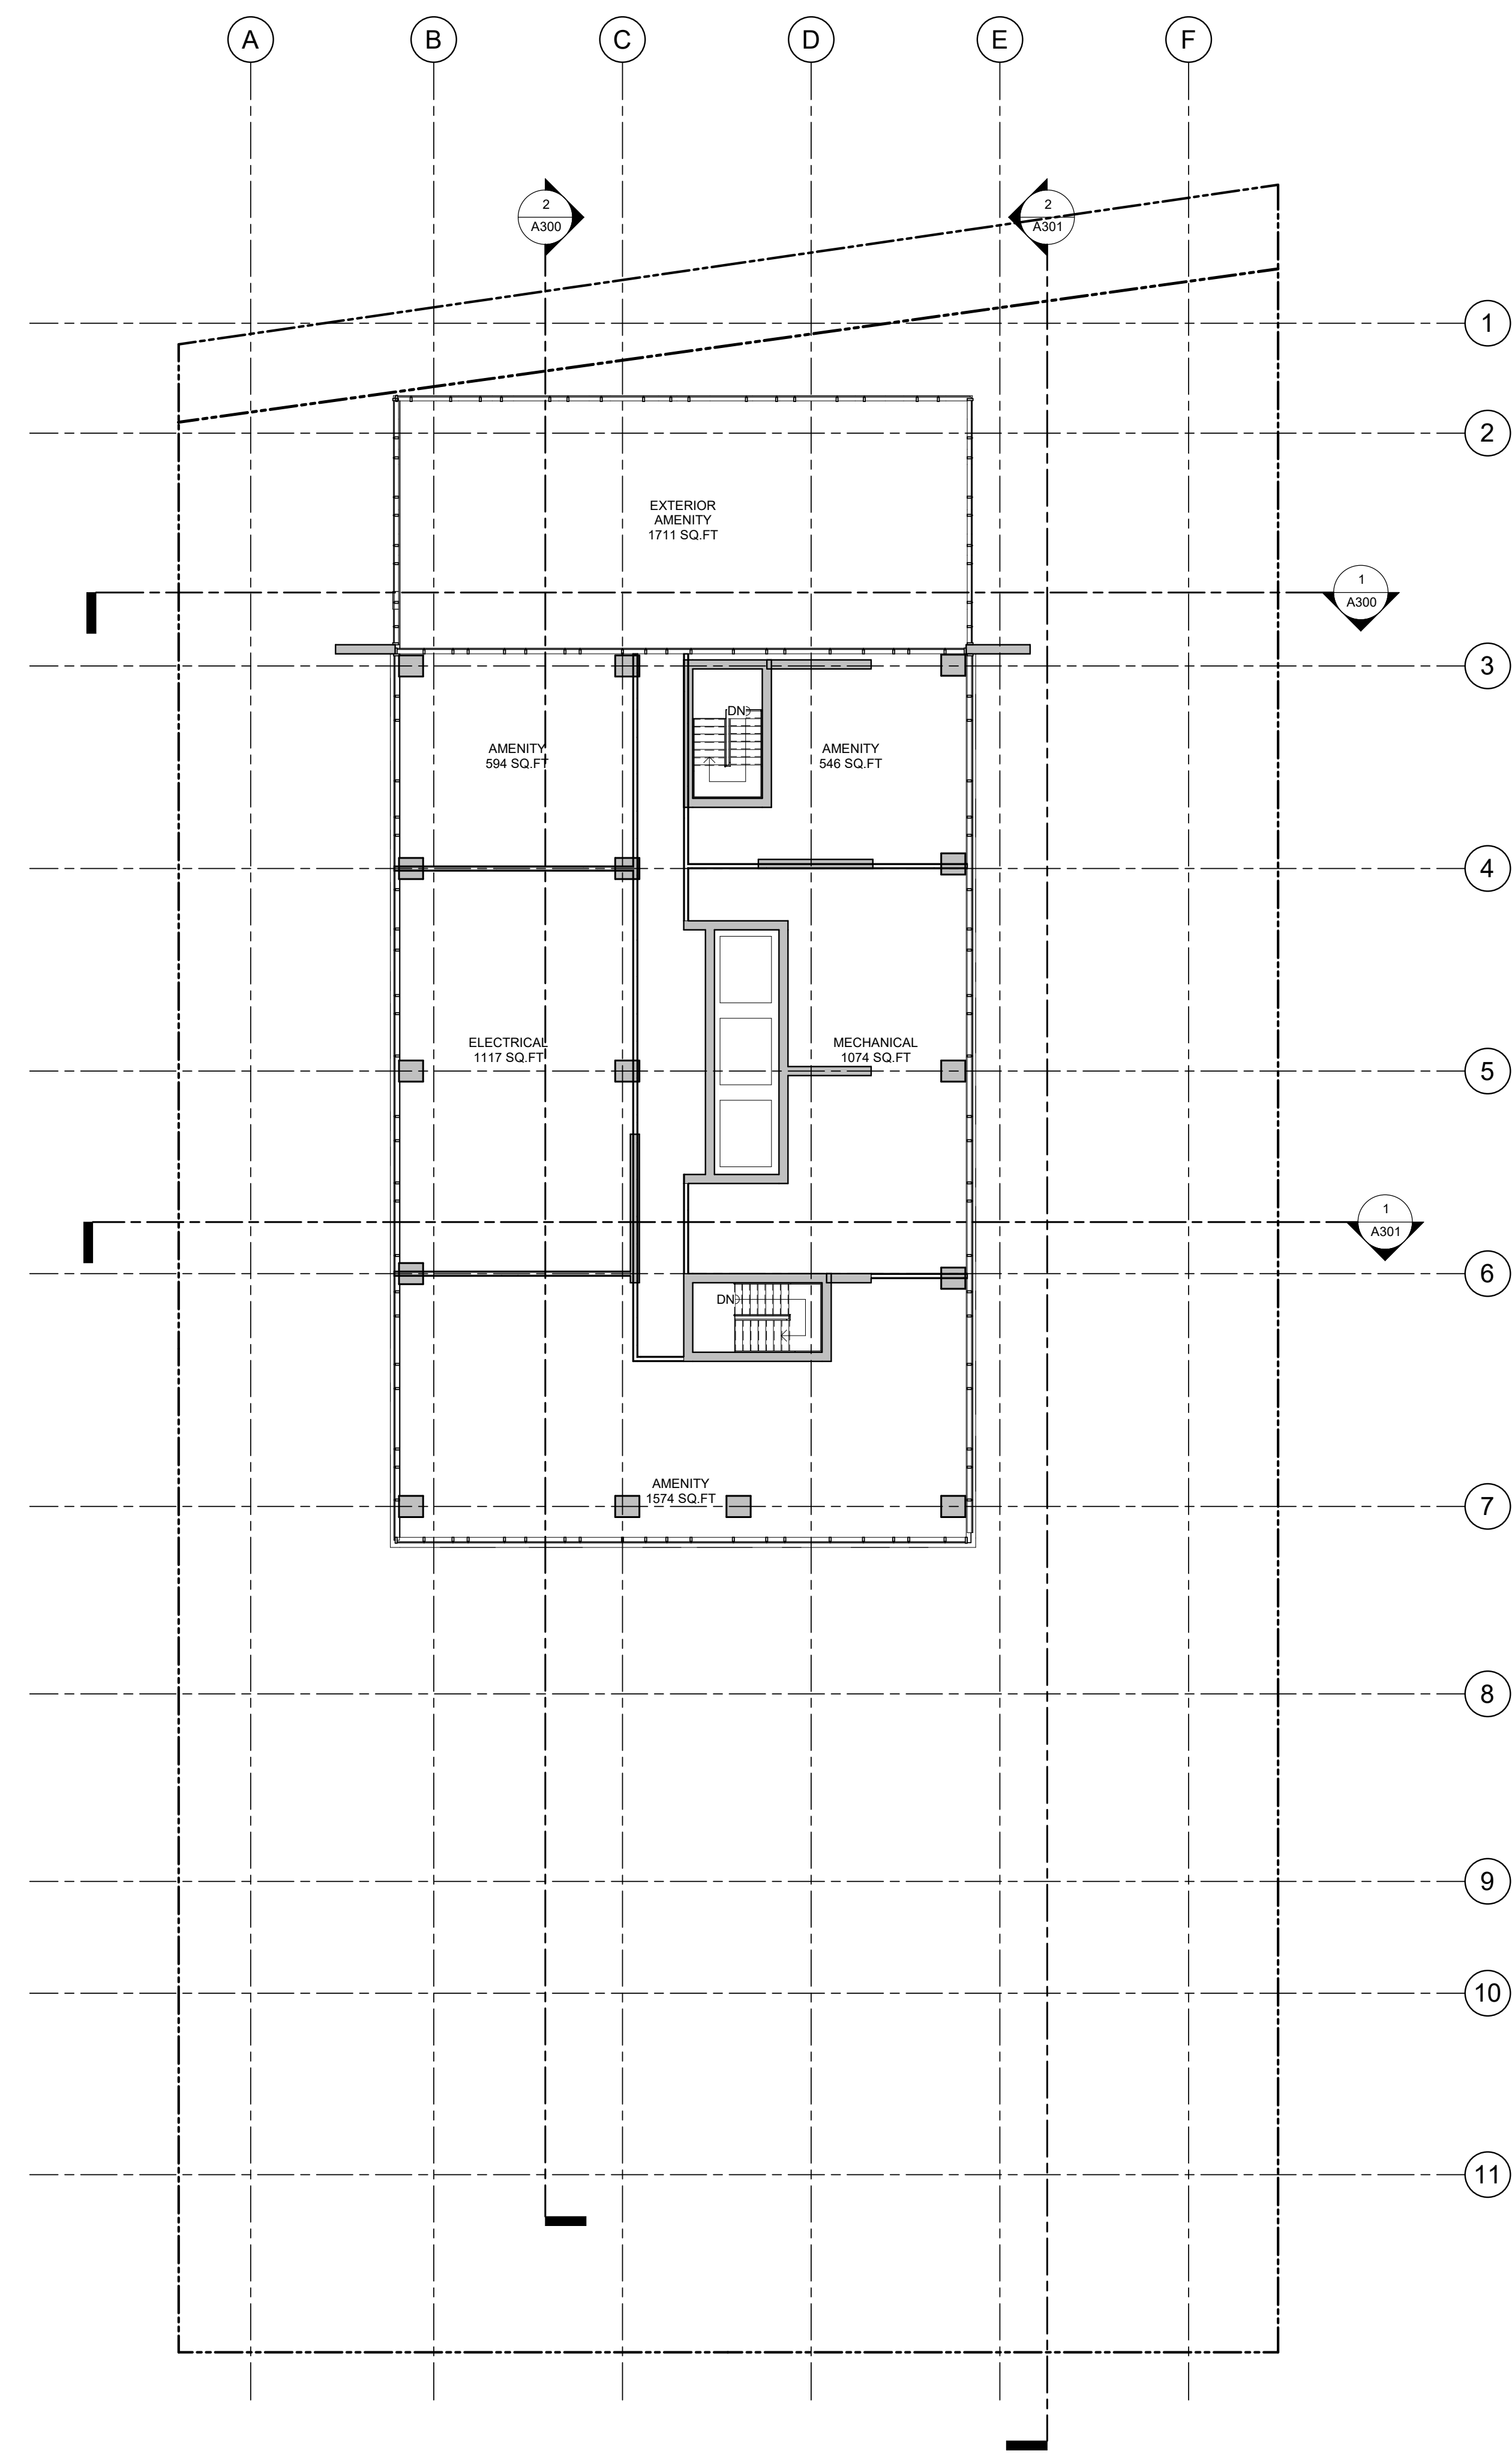 A
B
C
D
E
F
2
A300
2
A301
1
2
EXTERIOR
AMENITY
1711 SQ.FT
1
A300
3
DN
AMENITY
594 SQ.FT
AMENITY
546 SQ.FT
4
ELECTRICAL
1117 SQ.FT
MECHANICAL
1074 SQ.FT
5
1
A301
6
DN
AMENITY
1574 SQ.FT
7
8
9
10
11